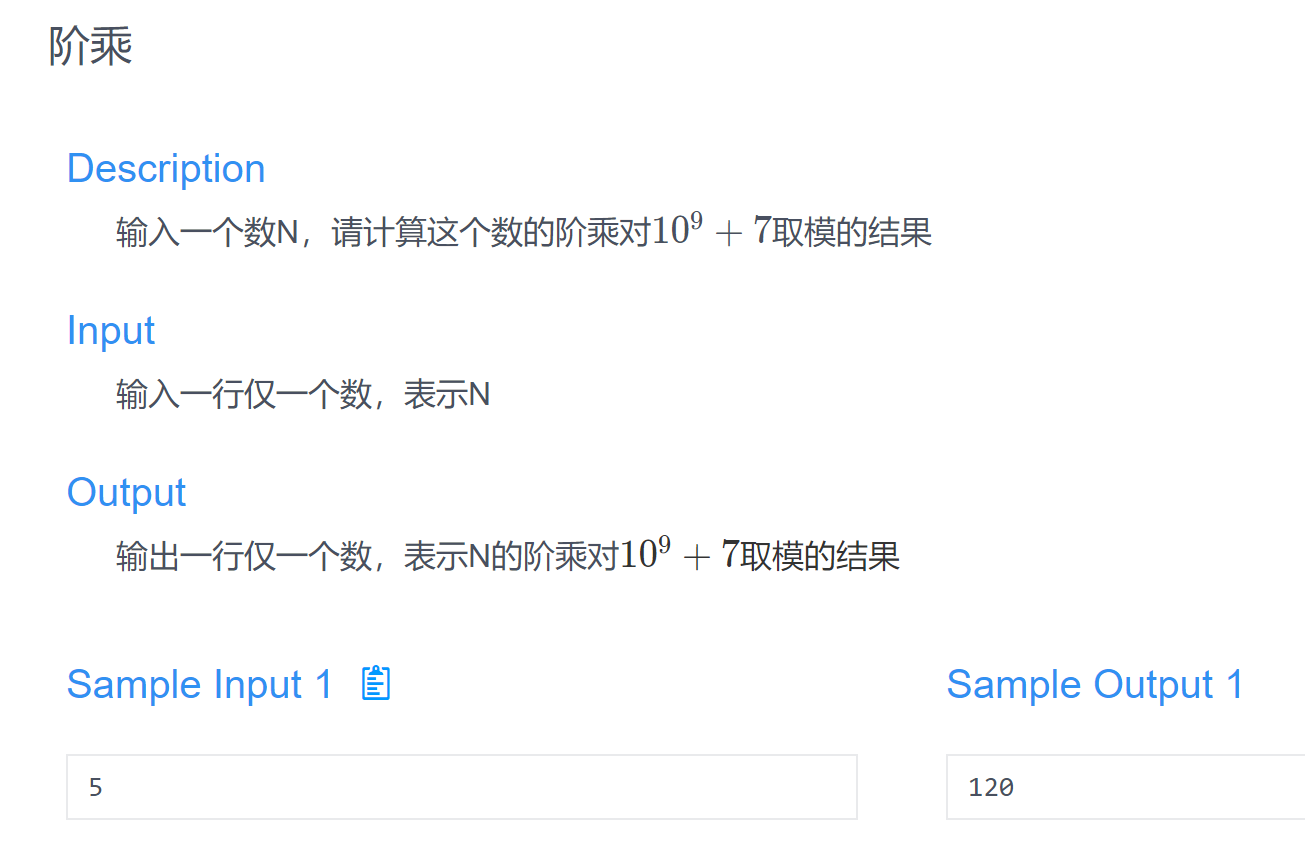 阶乘
Description
输入一个数N，请计算这个数的阶乘对10⁹ + 7取模的结果
Input
输入一行仅一个数，表示N
Output
输出一行仅一个数，表示N的阶乘对10⁹ + 7取模的结果
Sample Input 1
Sample Output 1
5
120